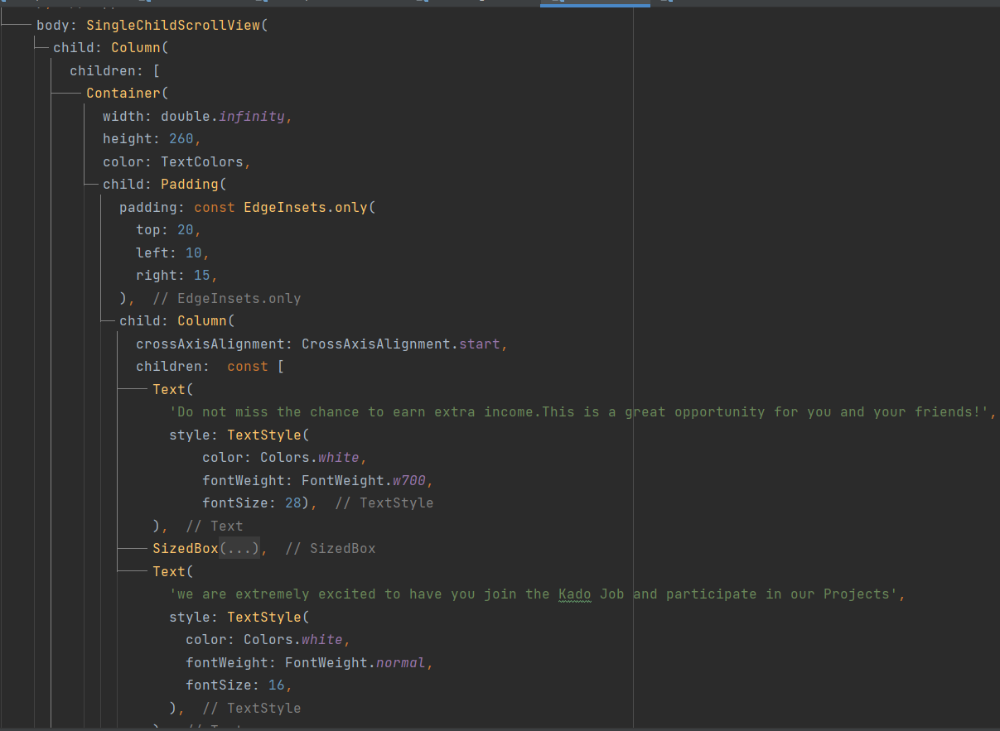 body: SingleChildScrollView(
child: Column(
children: [
Container(
width: double.infinity,
height: 260,
color: TextColors,
child: Padding(
padding: const EdgeInsets.only(
top: 20,
left: 10,
right: 15,
), // EdgeInsets.only
child: Column(
crossAxisAlignment: CrossAxisAlignment.start,
children:  const [
Text(
'Do not miss the chance to earn extra income.This is a great opportunity for you and your friends!',
style: TextStyle(
color: Colors.white,
fontWeight: FontWeight.w700,
fontSize: 28), // TextStyle
), // Text
SizedBox(...), // SizedBox
Text(
'we are extremely excited to have you join the Kado Job and participate in our Projects',
style: TextStyle(
color: Colors.white,
fontWeight: FontWeight.normal,
fontSize: 16,
), // TextStyle